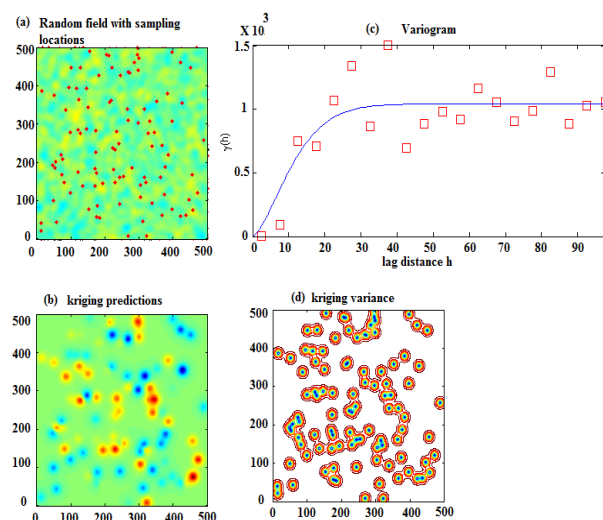 (a) Random field with sampling
locations
500
400
300
200
100
0
0 100 200 300 400 500
(c) Variogram
X 10³
1.5
1
0.5
0
γ(h)
0 10 20 30 40 50 60 70 80 90
lag distance h
(b) kriging predictions
500
400
300
200
100
0
0 100 200 300 400 500
(d) kriging variance
500
400
300
200
100
0
0 100 200 300 400 500